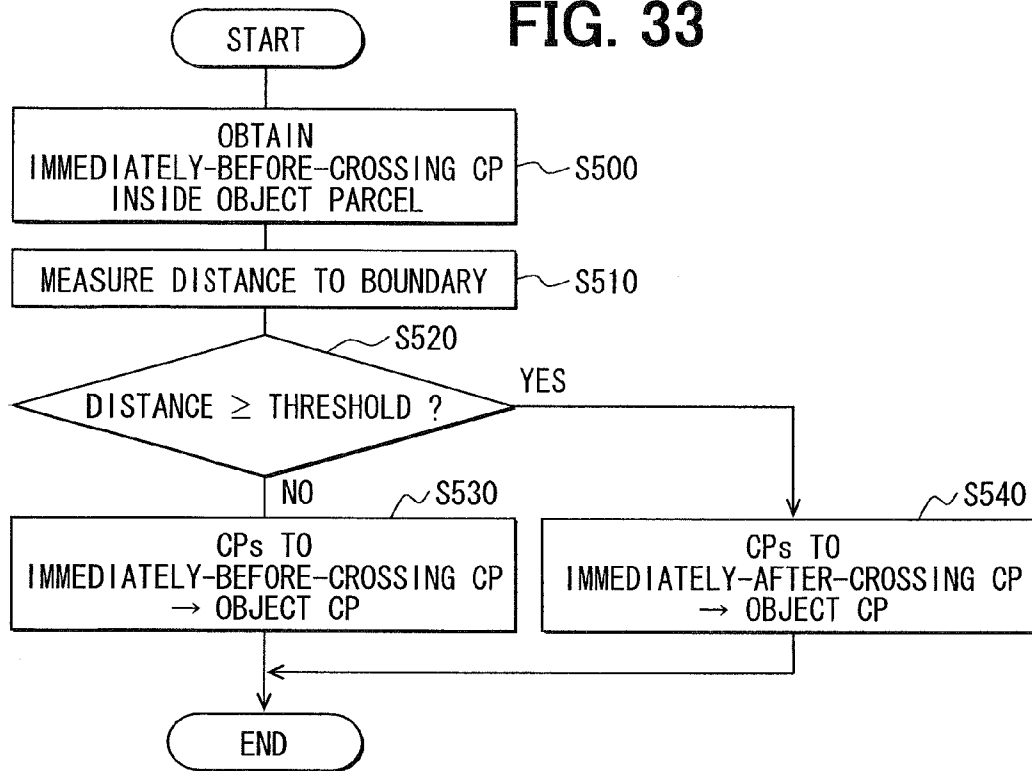 FIG. 33
START
OBTAIN
IMMEDIATELY-BEFORE-CROSSING CP
INSIDE OBJECT PARCEL
S500
MEASURE DISTANCE TO BOUNDARY
S510
S520
DISTANCE ≥ THRESHOLD ?
YES
NO
S530
CPs TO
IMMEDIATELY-BEFORE-CROSSING CP
→ OBJECT CP
S540
CPs TO
IMMEDIATELY-AFTER-CROSSING CP
→ OBJECT CP
END